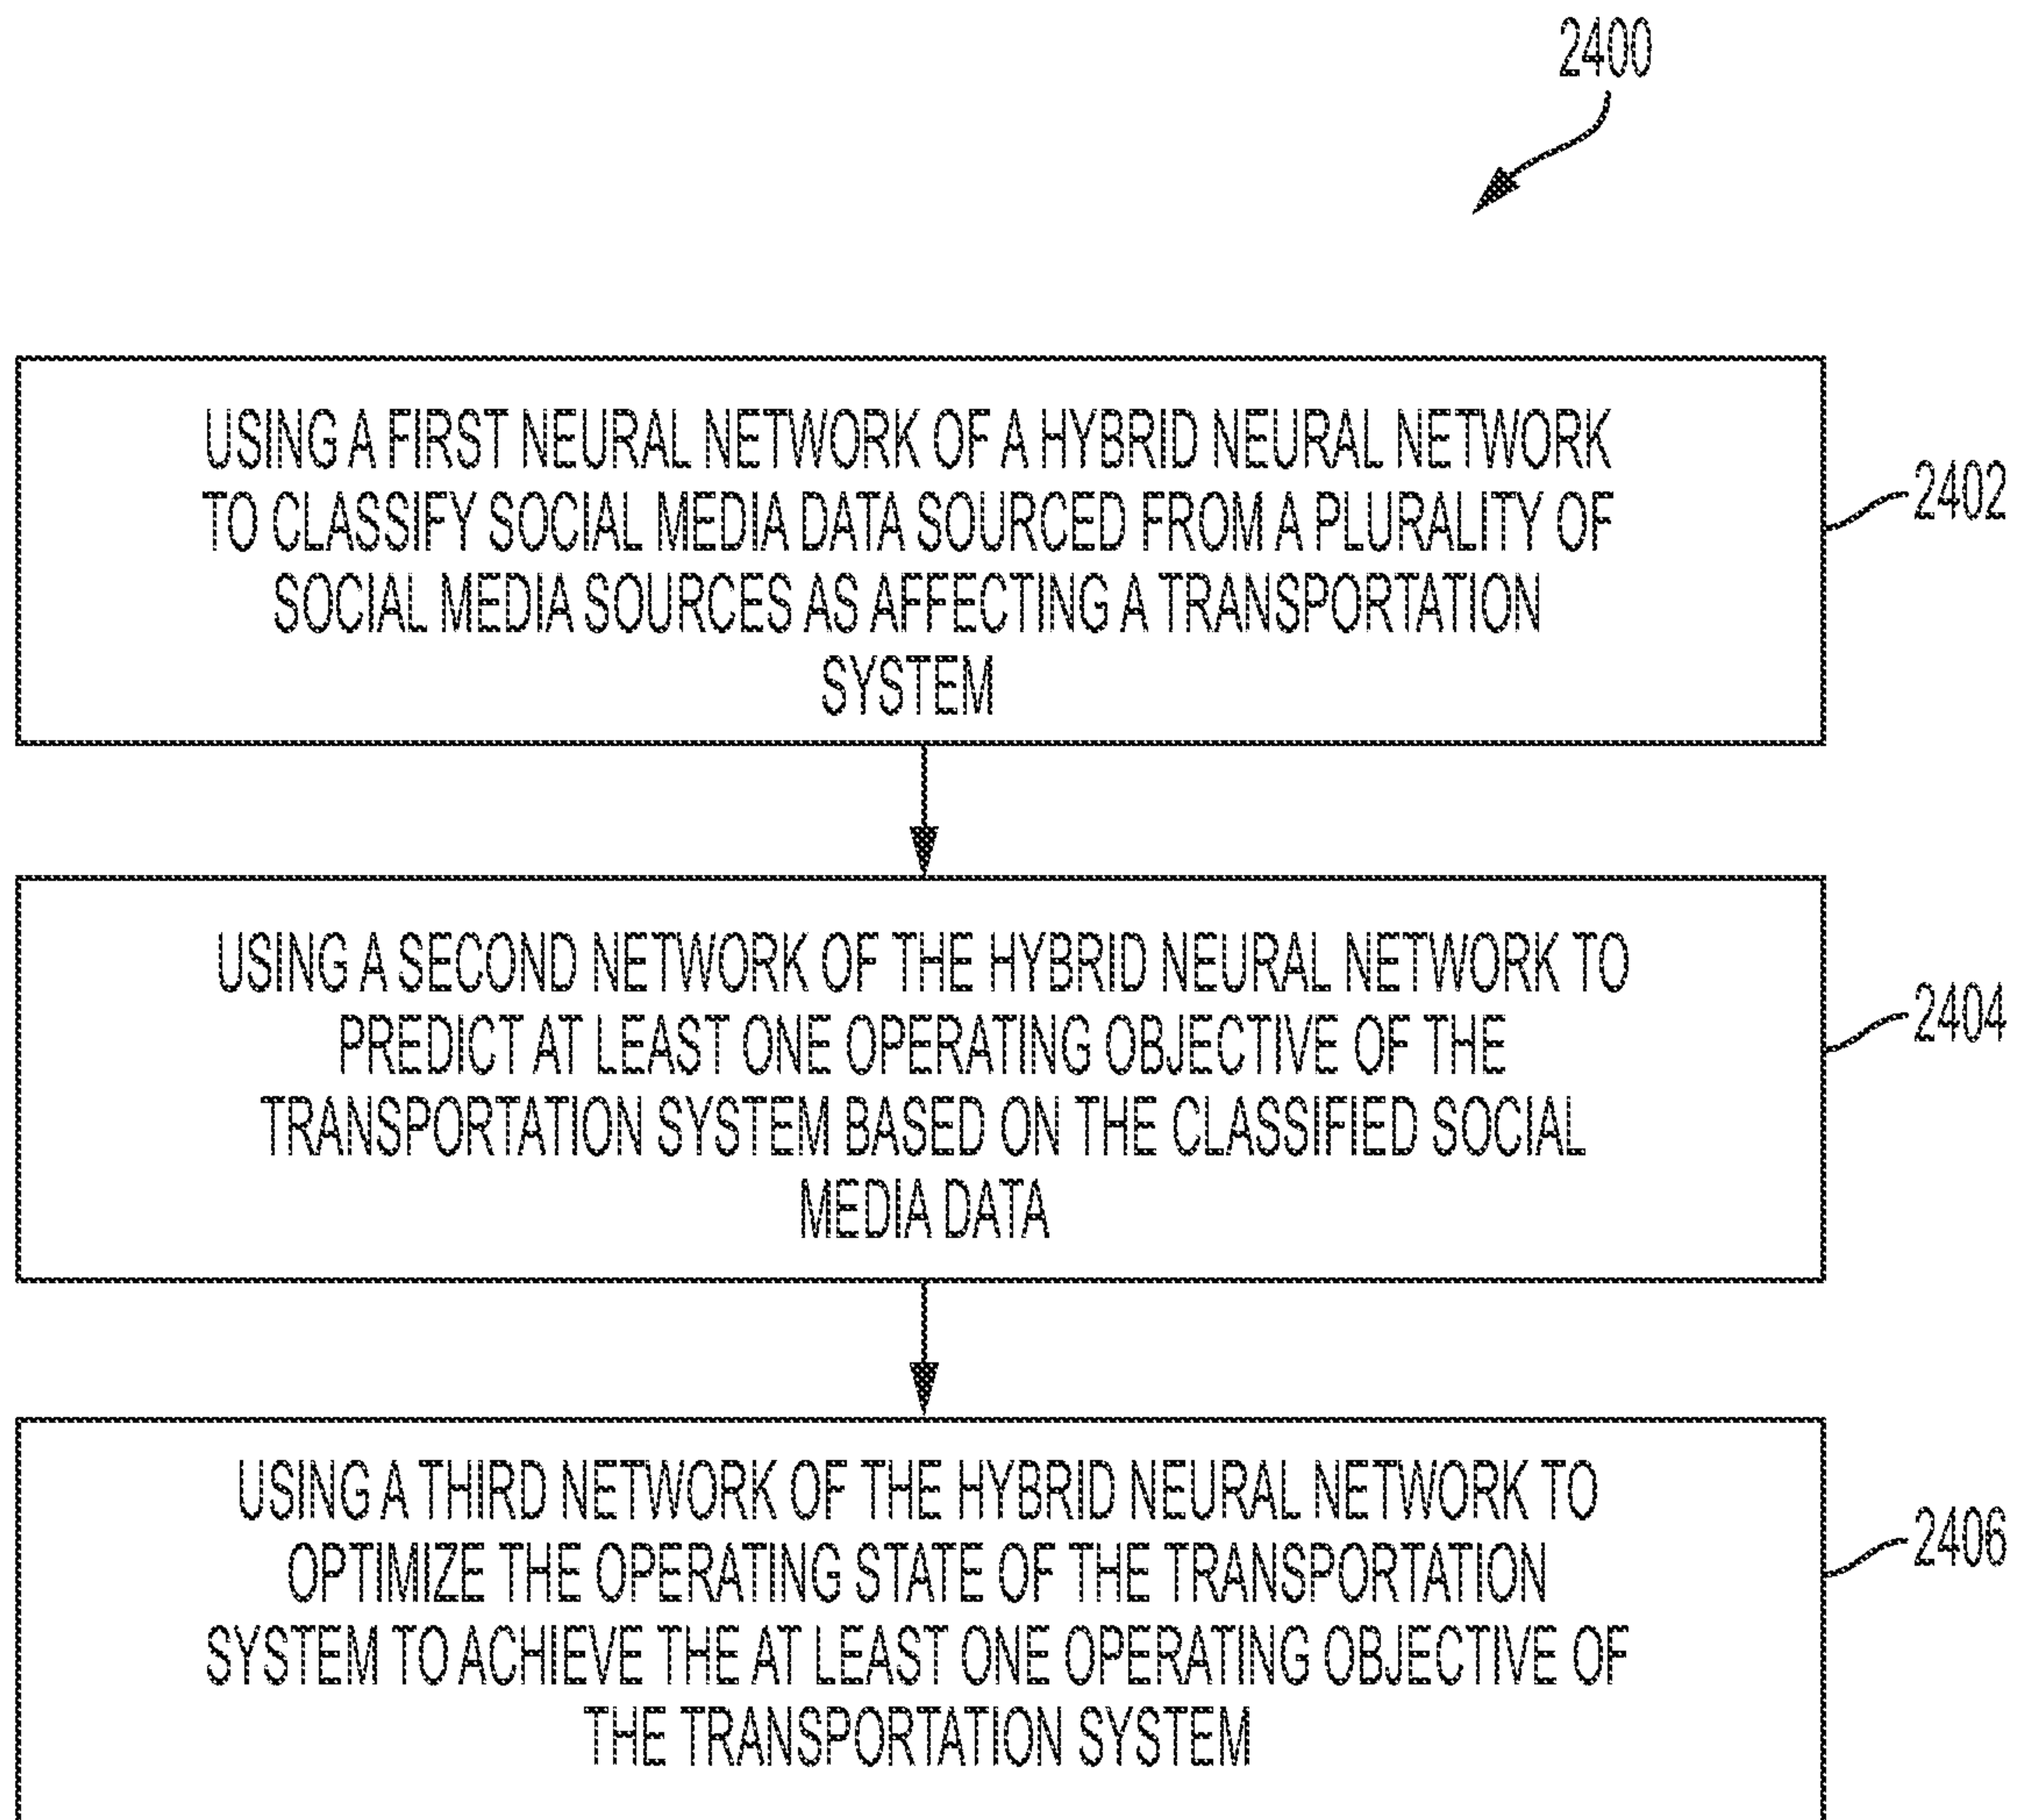 2400
USING A FIRST NEURAL NETWORK OF A HYBRID NEURAL NETWORK
TO CLASSIFY SOCIAL MEDIA DATA SOURCED FROM A PLURALITY OF
SOCIAL MEDIA SOURCES AS AFFECTING A TRANSPORTATION
SYSTEM
2402
USING A SECOND NETWORK OF THE HYBRID NEURAL NETWORK TO
PREDICT AT LEAST ONE OPERATING OBJECTIVE OF THE
TRANSPORTATION SYSTEM BASED ON THE CLASSIFIED SOCIAL
MEDIA DATA
2404
USING A THIRD NETWORK OF THE HYBRID NEURAL NETWORK TO
OPTIMIZE THE OPERATING STATE OF THE TRANSPORTATION
SYSTEM TO ACHIEVE THE AT LEAST ONE OPERATING OBJECTIVE OF
THE TRANSPORTATION SYSTEM
2406